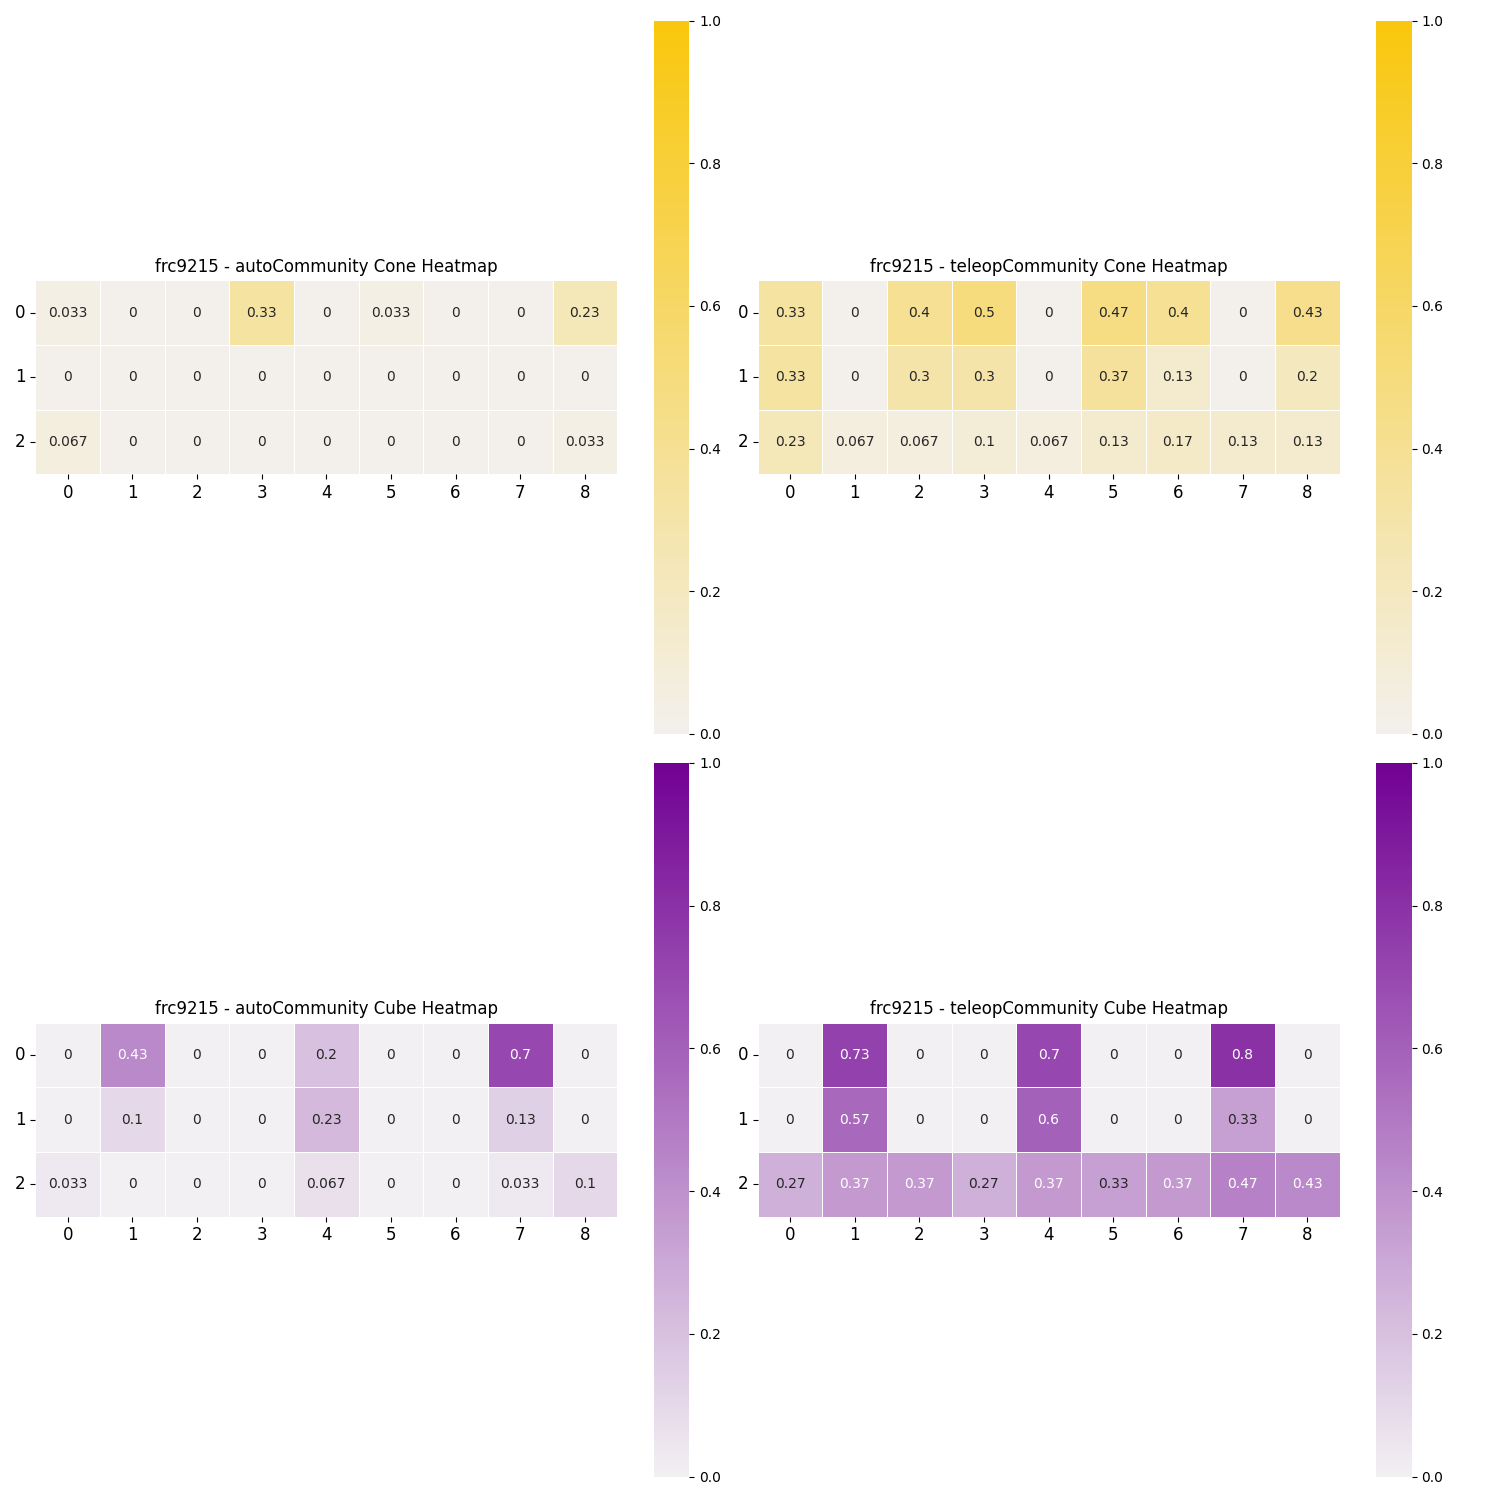 frc9215 - autoCommunity Cone Heatmap
0 0.033 0 0 0.33 0 0.033 0 0 0.23
1 0 0 0 0 0 0 0 0 0
2 0.067 0 0 0 0 0 0 0 0.033
0 1 2 3 4 5 6 7 8
1.0
0.8
0.6
0.4
0.2
0.0
frc9215 - teleopCommunity Cone Heatmap
0 0.33 0 0.4 0.5 0 0.47 0.4 0 0.43
1 0.33 0 0.3 0.3 0 0.37 0.13 0 0.2
2 0.23 0.067 0.067 0.1 0.067 0.13 0.17 0.13 0.13
0 1 2 3 4 5 6 7 8
1.0
0.8
0.6
0.4
0.2
0.0
frc9215 - autoCommunity Cube Heatmap
0 0 0.43 0 0 0.2 0 0 0.7 0
1 0 0.1 0 0 0.23 0 0 0.13 0
2 0.033 0 0 0 0.067 0 0 0.033 0.1
0 1 2 3 4 5 6 7 8
1.0
0.8
0.6
0.4
0.2
0.0
frc9215 - teleopCommunity Cube Heatmap
0 0 0.73 0 0 0.7 0 0 0.8 0
1 0 0.57 0 0 0.6 0 0 0.33 0
2 0.27 0.37 0.37 0.27 0.37 0.33 0.37 0.47 0.43
0 1 2 3 4 5 6 7 8
1.0
0.8
0.6
0.4
0.2
0.0